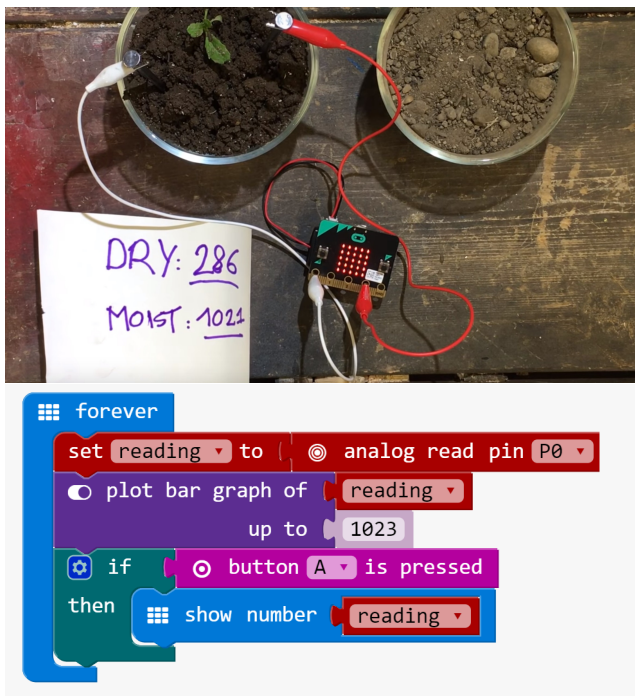 DRY: 286
MOIST: 1021
forever
set reading to analog read pin P0
plot bar graph of reading
up to 1023
if button A is pressed
then show number reading